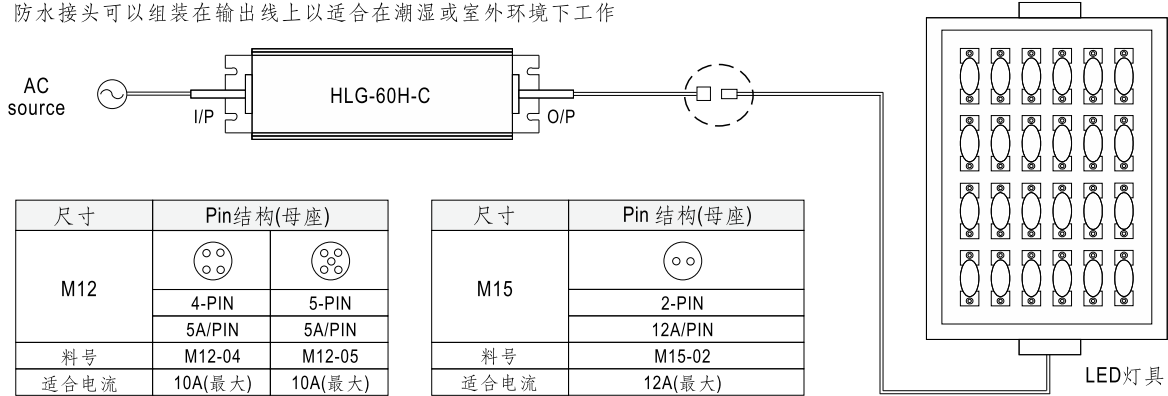 防水接头可以组装在输出线上以适合在潮湿或室外环境下工作
AC
source
I/P
HLG-60H-C
O/P
LED灯具
尺寸 Pin结构(母座)
M12
4-PIN 5-PIN
5A/PIN 5A/PIN
料号 M12-04 M12-05
适合电流 10A(最大) 10A(最大)
尺寸 Pin 结构(母座)
M15
2-PIN
12A/PIN
料号 M15-02
适合电流 12A(最大)